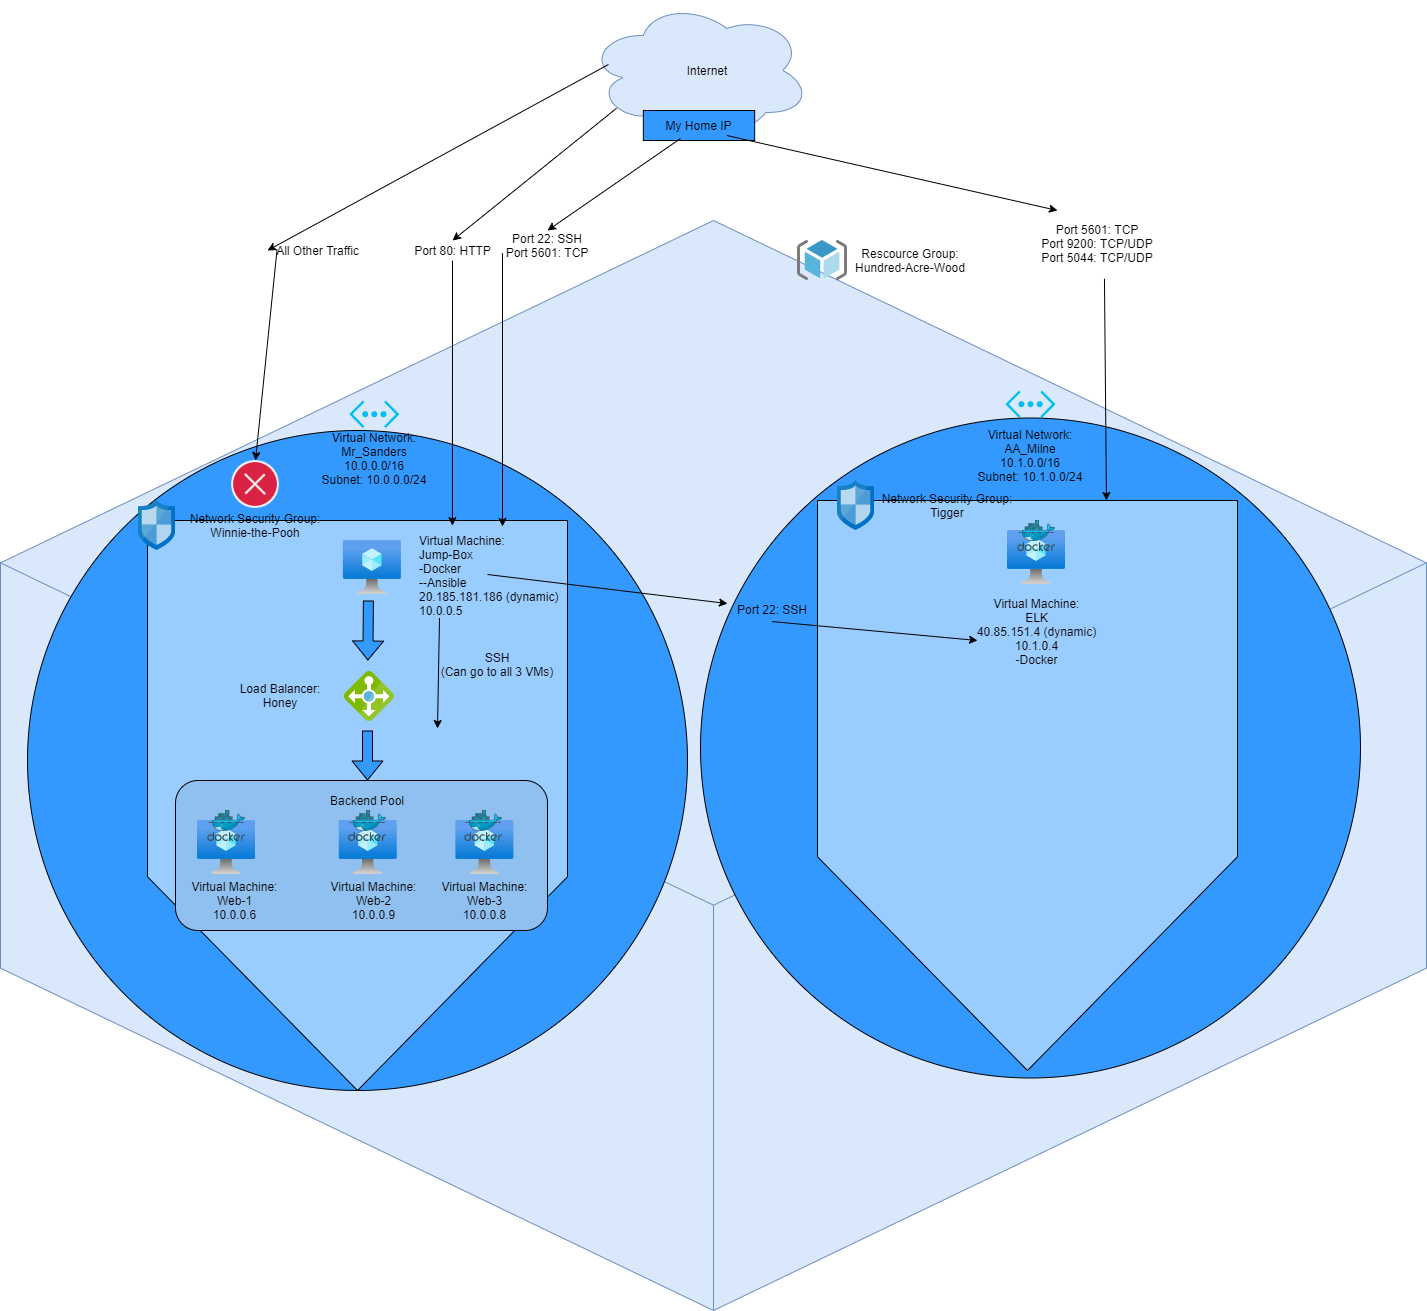 Internet
My Home IP
All Other Traffic
Port 80: HTTP
Port 22: SSH
Port 5601: TCP
Port 5601: TCP
Port 9200: TCP/UDP
Port 5044: TCP/UDP
Rescource Group:
Hundred-Acre-Wood
Virtual Network:
Mr_Sanders
10.0.0.0/16
Subnet: 10.0.0.0/24
Network Security Group:
Winnie-the-Pooh
Virtual Machine:
Jump-Box
-Docker
--Ansible
20.185.181.186 (dynamic)
10.0.0.5
SSH
(Can go to all 3 VMs)
Load Balancer:
Honey
Backend Pool
docker
docker
docker
Virtual Machine:
Web-1
10.0.0.6
Virtual Machine:
Web-2
10.0.0.9
Virtual Machine:
Web-3
10.0.0.8
Port 22: SSH
Virtual Network:
AA_Milne
10.1.0.0/16
Subnet: 10.1.0.0/24
Network Security Group:
Tigger
docker
Virtual Machine:
ELK
40.85.151.4 (dynamic)
10.1.0.4
-Docker